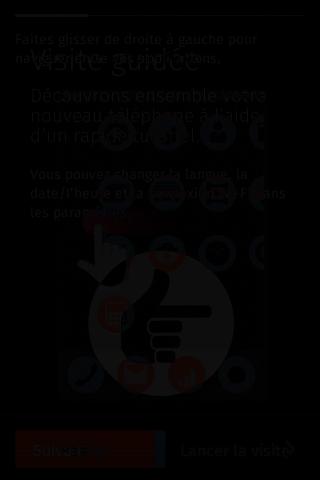 Faites glisser de droite à gauche pour
naviguer entre vos applications.
Visite guidée
Découvrons ensemble votre
nouveau téléphone à l'aide
d'un rapide tutoriel.
Vous pouvez changer la langue, la
date/l'heure et la connexion Wi-Fi dans
les paramètres.
Suivant
Lancer la visite